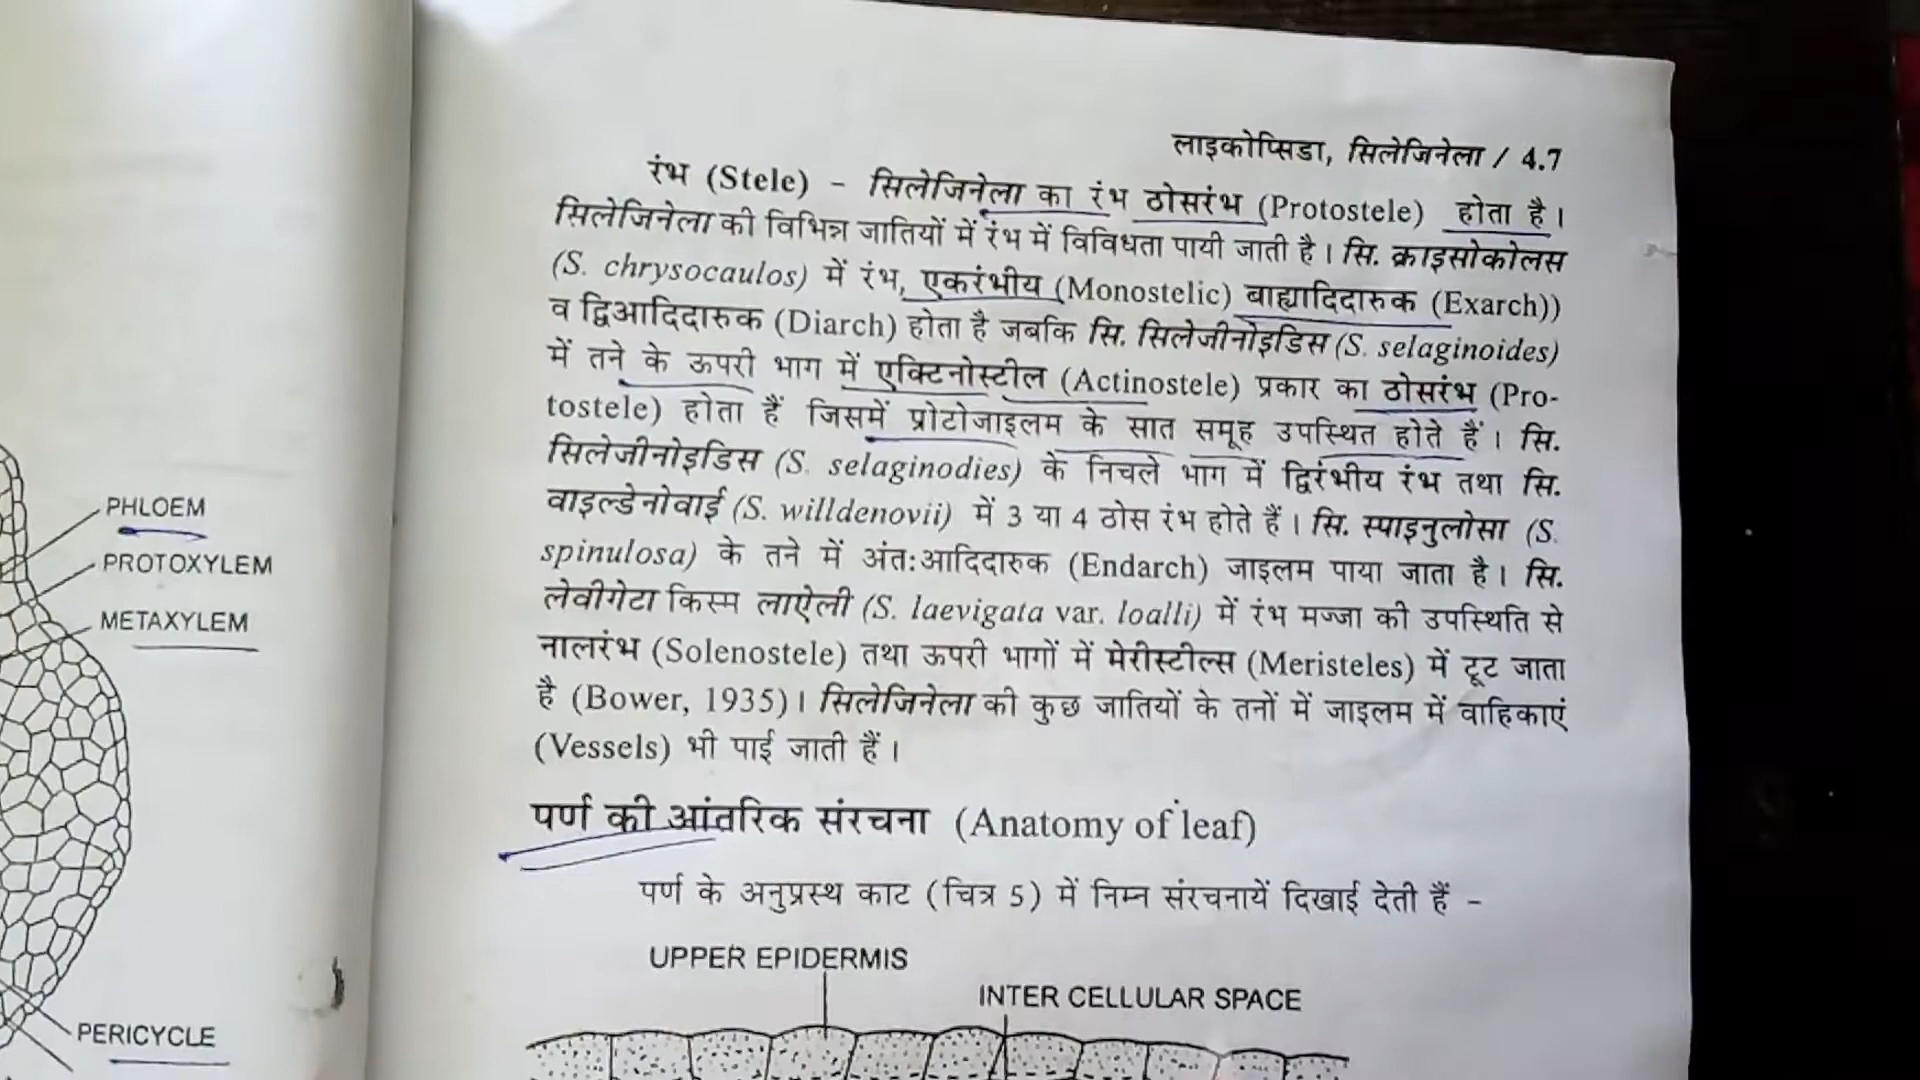 PHLOEM
PROTOXYLEM
METAXYLEM
PERICYCLE
लाइकोप्सिडा, सिलेजिनेला / 4.7
रंभ (Stele) - सिलेजिनेला का रंभ ठोसरंभ (Protostele) होता है।
सिलेजिनेला की विभिन्न जातियों में रंभ में विविधता पायी जाती है। सि. क्राइसोकोलस
(S. chrysocaulos) में रंभ, एकरंभीय (Monostelic) बाह्यादिदारुक (Exarch))
व द्विआदिदारुक (Diarch) होता है जबकि सि. सिलेजीनोइडिस (S. selaginoides)
में तने के ऊपरी भाग में एक्टिनोस्टील (Actinostele) प्रकार का ठोसरंभ (Pro-
tostele) होता हैं जिसमें प्रोटोजाइलम के सात समूह उपस्थित होते हैं। सि.
सिलेजीनोइडिस (S. selaginodies) के निचले भाग में द्विरंभीय रंभ तथा सि.
वाइल्डेनोवाई (S. willdenovii) में 3 या 4 ठोस रंभ होते हैं। सि. स्पाइनुलोसा (S.
spinulosa) के तने में अंत:आदिदारुक (Endarch) जाइलम पाया जाता है। सि.
लेवीगेटा किस्म लाऐली (S. laevigata var. loalli) में रंभ मज्जा की उपस्थिति से
नालरंभ (Solenostele) तथा ऊपरी भागों में मेरीस्टील्स (Meristeles) में टूट जाता
है (Bower, 1935)। सिलेजिनेला की कुछ जातियों के तनों में जाइलम में वाहिकाएं
(Vessels) भी पाई जाती हैं।
पर्ण की आंतरिक संरचना (Anatomy of leaf)
पर्ण के अनुप्रस्थ काट (चित्र 5) में निम्न संरचनायें दिखाई देती हैं -
UPPER EPIDERMIS
INTER CELLULAR SPACE